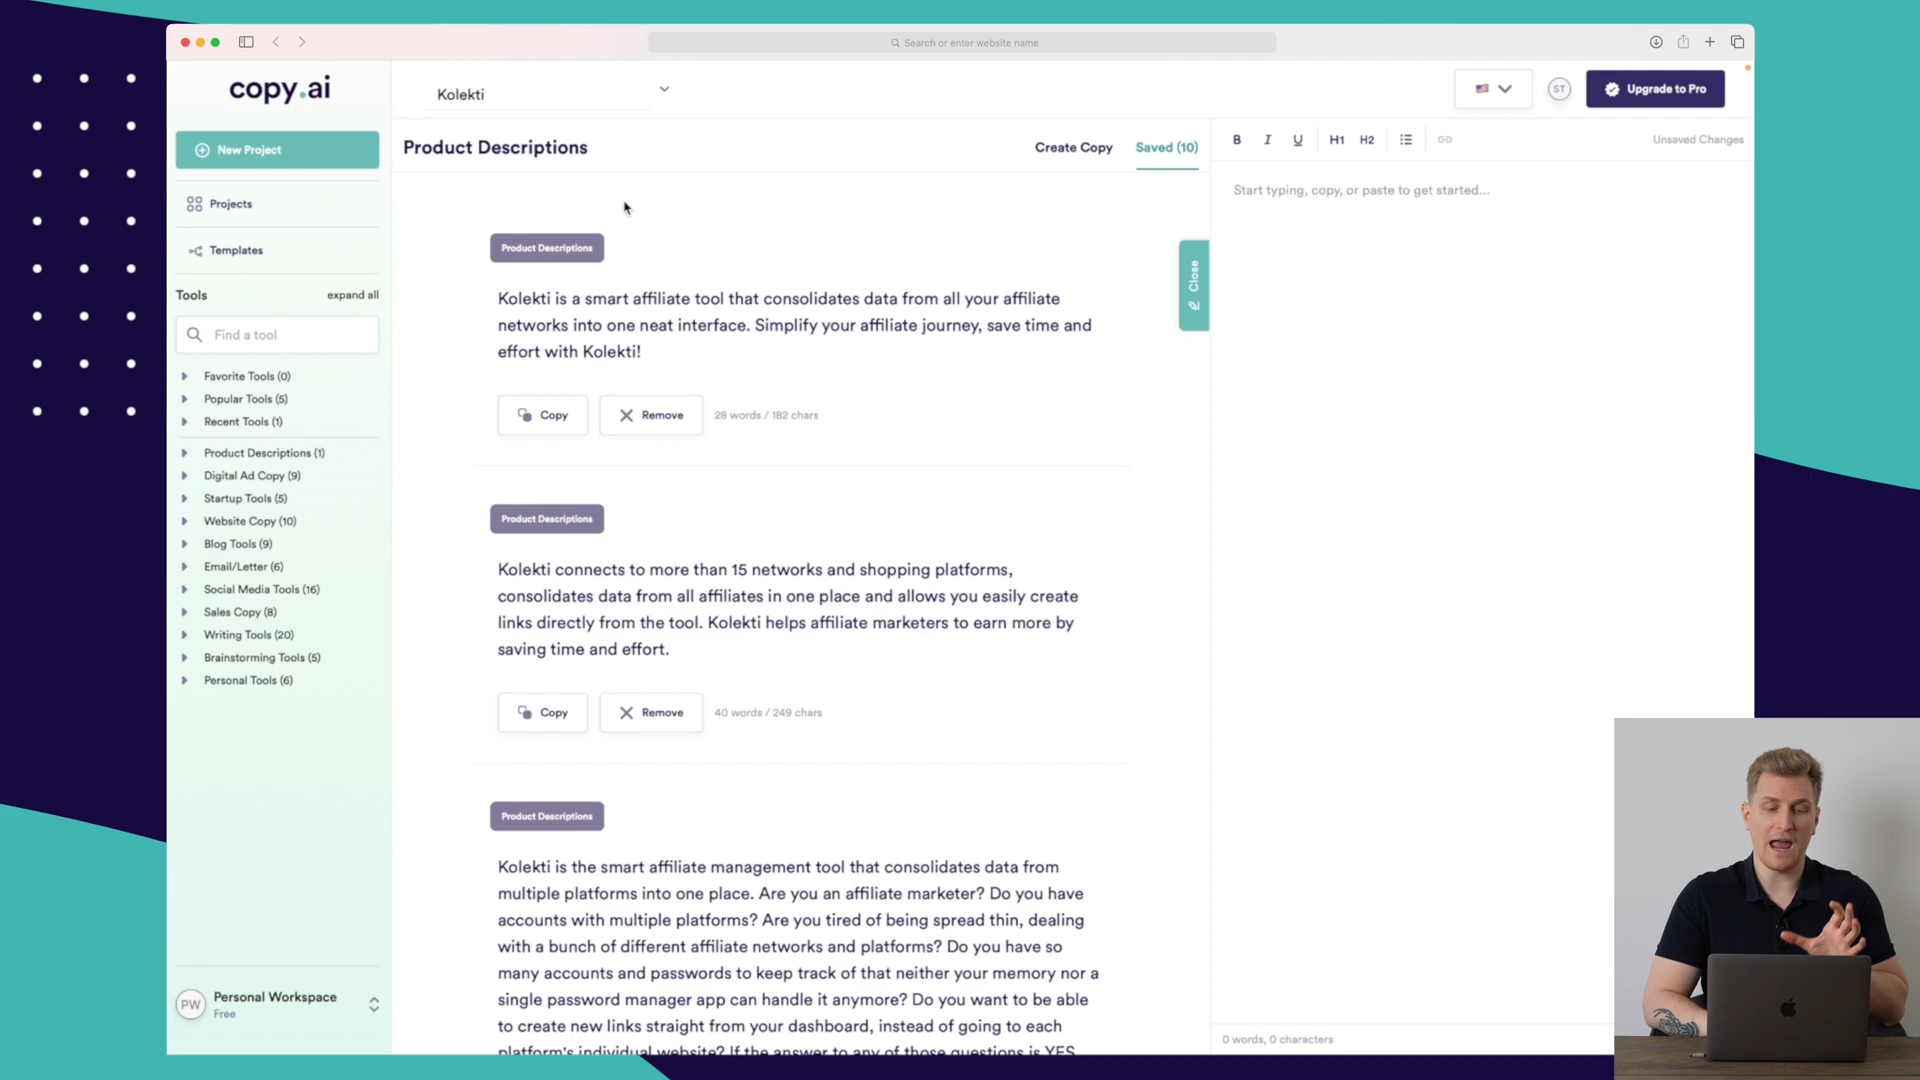 Search or enter website name
copy.ai
Kolekti
ST
Upgrade to Pro
New Project
Product Descriptions
Create Copy
Saved (10)
B I U H1 H2
Unsaved Changes
Projects
Start typing, copy, or paste to get started...
Templates
Product Descriptions
Close
Tools
expand all
Kolekti is a smart affiliate tool that consolidates data from all your affiliate
networks into one neat interface. Simplify your affiliate journey, save time and
effort with Kolekti!
Find a tool
Favorite Tools (0)
Popular Tools (5)
Recent Tools (1)
Copy
Remove
28 words / 182 chars
Product Descriptions (1)
Digital Ad Copy (9)
Startup Tools (5)
Website Copy (10)
Blog Tools (9)
Email/Letter (6)
Social Media Tools (16)
Sales Copy (8)
Writing Tools (20)
Brainstorming Tools (5)
Personal Tools (6)
Product Descriptions
Kolekti connects to more than 15 networks and shopping platforms,
consolidates data from all affiliates in one place and allows you easily create
links directly from the tool. Kolekti helps affiliate marketers to earn more by
saving time and effort.
Copy
Remove
40 words / 249 chars
Product Descriptions
Kolekti is the smart affiliate management tool that consolidates data from
multiple platforms into one place. Are you an affiliate marketer? Do you have
accounts with multiple platforms? Are you tired of being spread thin, dealing
with a bunch of different affiliate networks and platforms? Do you have so
many accounts and passwords to keep track of that neither your memory nor a
single password manager app can handle it anymore? Do you want to be able
to create new links straight from your dashboard, instead of going to each
platform's individual website? If the answer to any of those questions is YES
PW
Personal Workspace
Free
0 words, 0 characters